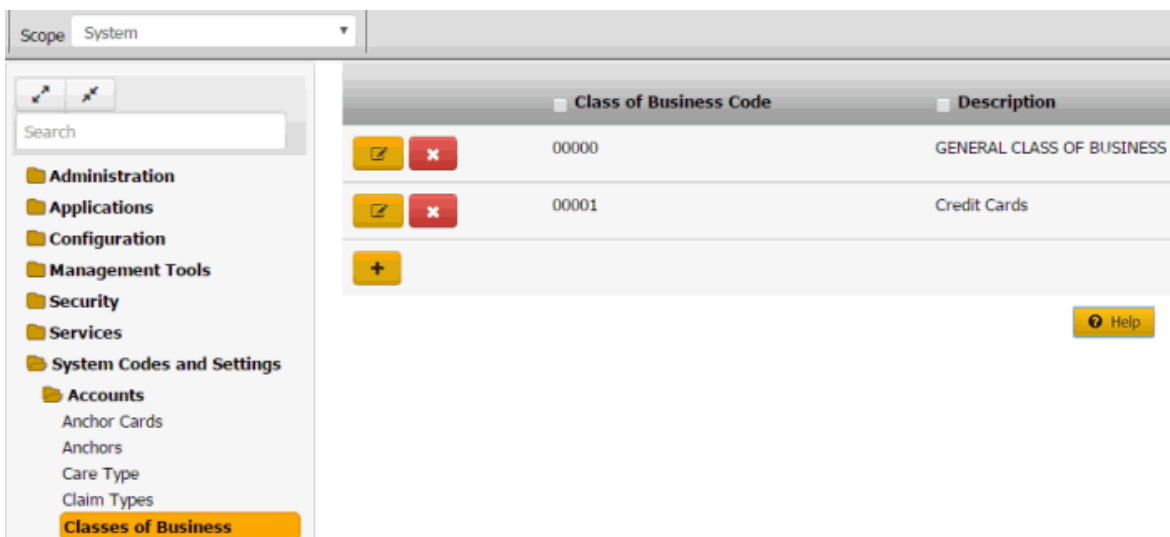 Scope System
Search
Administration
Applications
Configuration
Management Tools
Security
Services
System Codes and Settings
Accounts
Anchor Cards
Anchors
Care Type
Claim Types
Classes of Business
Class of Business Code Description
00000 GENERAL CLASS OF BUSINESS
00001 Credit Cards
Help